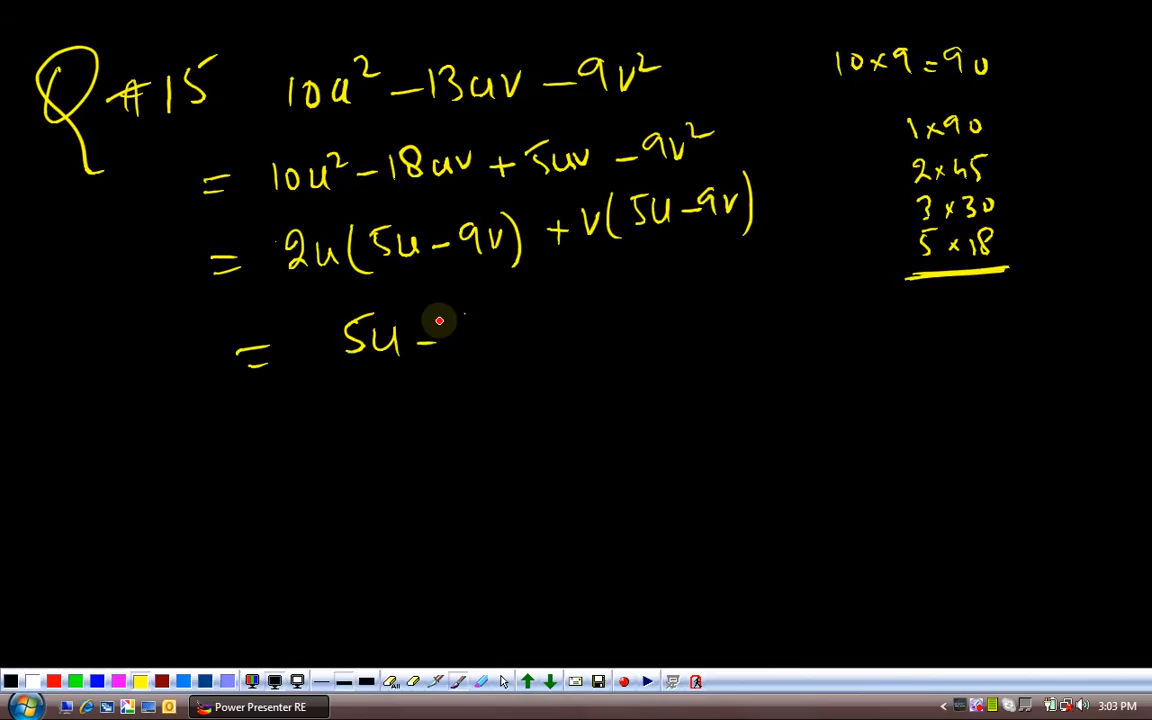 Q # 15 10u² - 13uv - 9v²
= 10u² - 18uv + 5uv - 9v²
= 2u(5u - 9v) + v(5u - 9v)
= 5u -
10 × 9 = 90
1 × 90
2 × 45
3 × 30
5 × 18
Power Presenter RE
3:03 PM